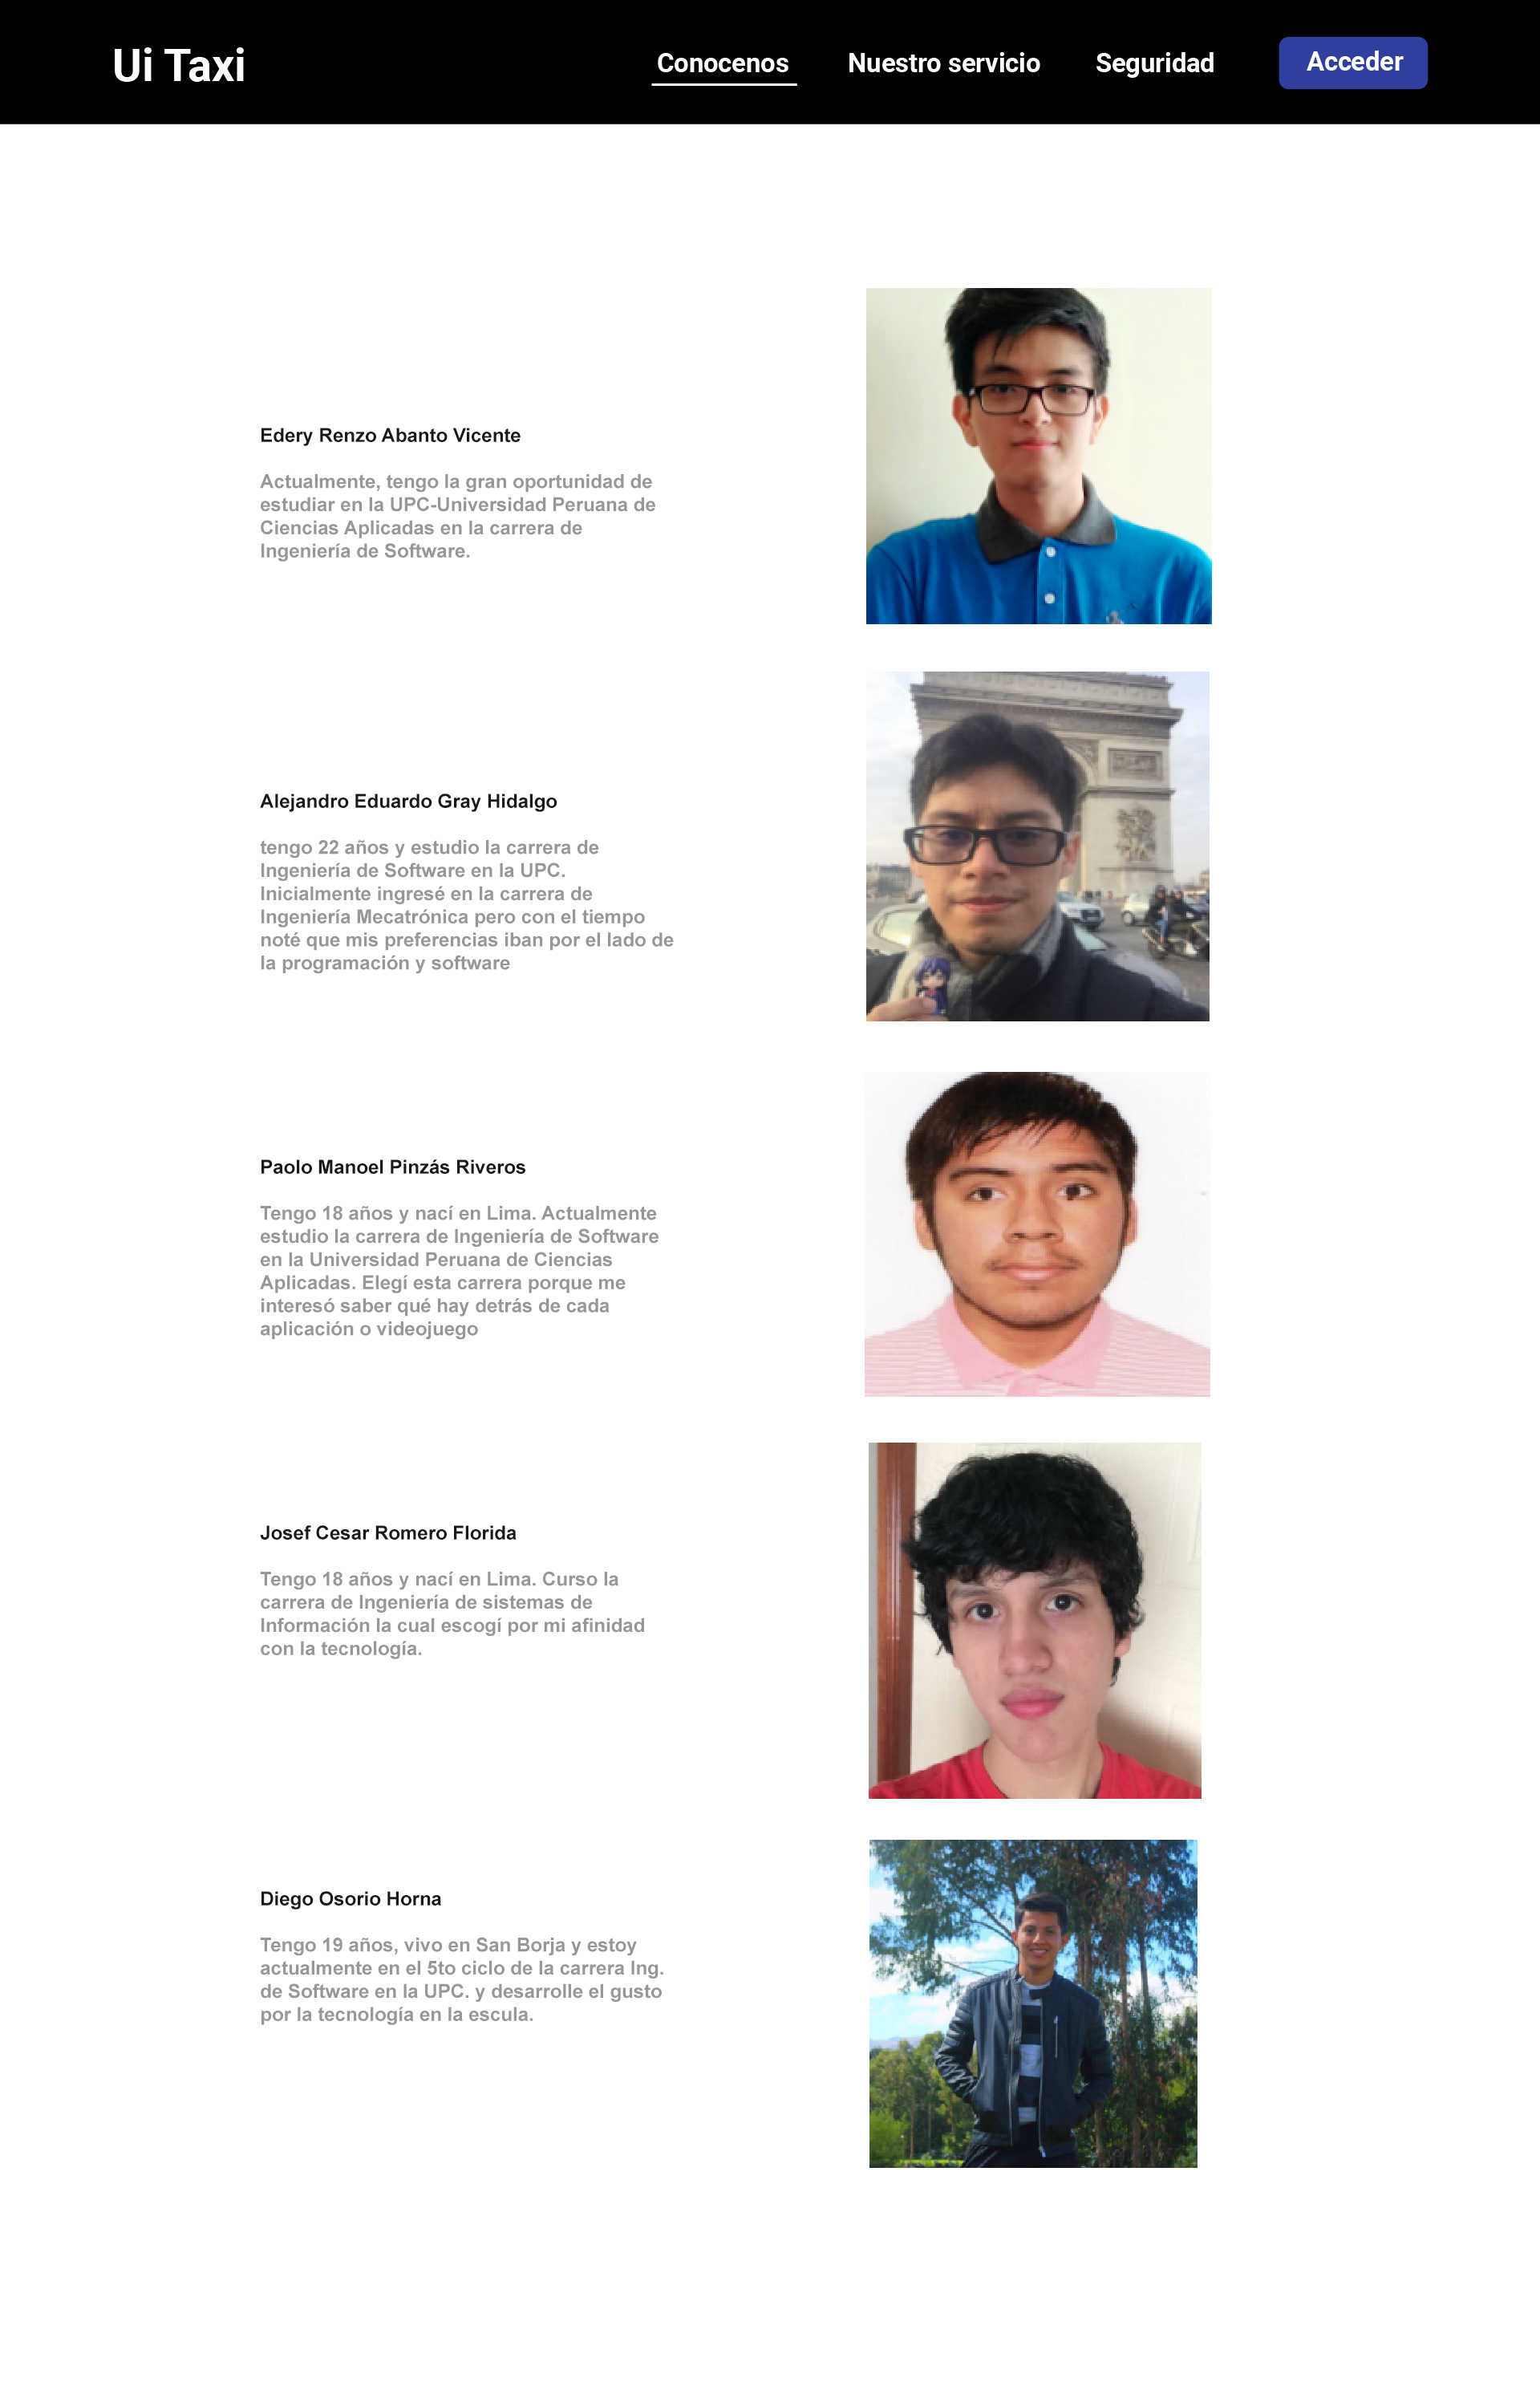 Ui Taxi
Conocenos
Nuestro servicio
Seguridad
Acceder
Edery Renzo Abanto Vicente
Actualmente, tengo la gran oportunidad de
estudiar en la UPC-Universidad Peruana de
Ciencias Aplicadas en la carrera de
Ingeniería de Software.
Alejandro Eduardo Gray Hidalgo
tengo 22 años y estudio la carrera de
Ingeniería de Software en la UPC.
Inicialmente ingresé en la carrera de
Ingeniería Mecatrónica pero con el tiempo
noté que mis preferencias iban por el lado de
la programación y software
Paolo Manoel Pinzás Riveros
Tengo 18 años y nací en Lima. Actualmente
estudio la carrera de Ingeniería de Software
en la Universidad Peruana de Ciencias
Aplicadas. Elegí esta carrera porque me
interesó saber qué hay detrás de cada
aplicación o videojuego
Josef Cesar Romero Florida
Tengo 18 años y nací en Lima. Curso la
carrera de Ingeniería de sistemas de
Información la cual escogí por mi afinidad
con la tecnología.
Diego Osorio Horna
Tengo 19 años, vivo en San Borja y estoy
actualmente en el 5to ciclo de la carrera Ing.
de Software en la UPC. y desarrolle el gusto
por la tecnología en la escula.